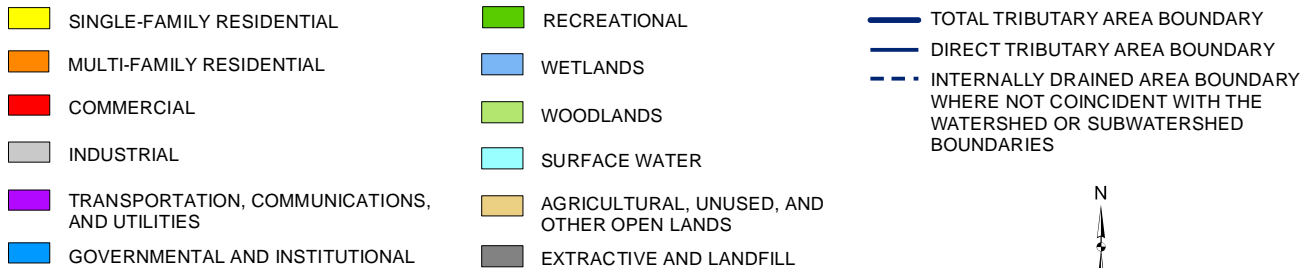 SINGLE-FAMILY RESIDENTIAL
MULTI-FAMILY RESIDENTIAL
COMMERCIAL
INDUSTRIAL
TRANSPORTATION, COMMUNICATIONS,
AND UTILITIES
GOVERNMENTAL AND INSTITUTIONAL
RECREATIONAL
WETLANDS
WOODLANDS
SURFACE WATER
AGRICULTURAL, UNUSED, AND
OTHER OPEN LANDS
EXTRACTIVE AND LANDFILL
TOTAL TRIBUTARY AREA BOUNDARY
DIRECT TRIBUTARY AREA BOUNDARY
INTERNALLY DRAINED AREA BOUNDARY
WHERE NOT COINCIDENT WITH THE
WATERSHED OR SUBWATERSHED
BOUNDARIES
N